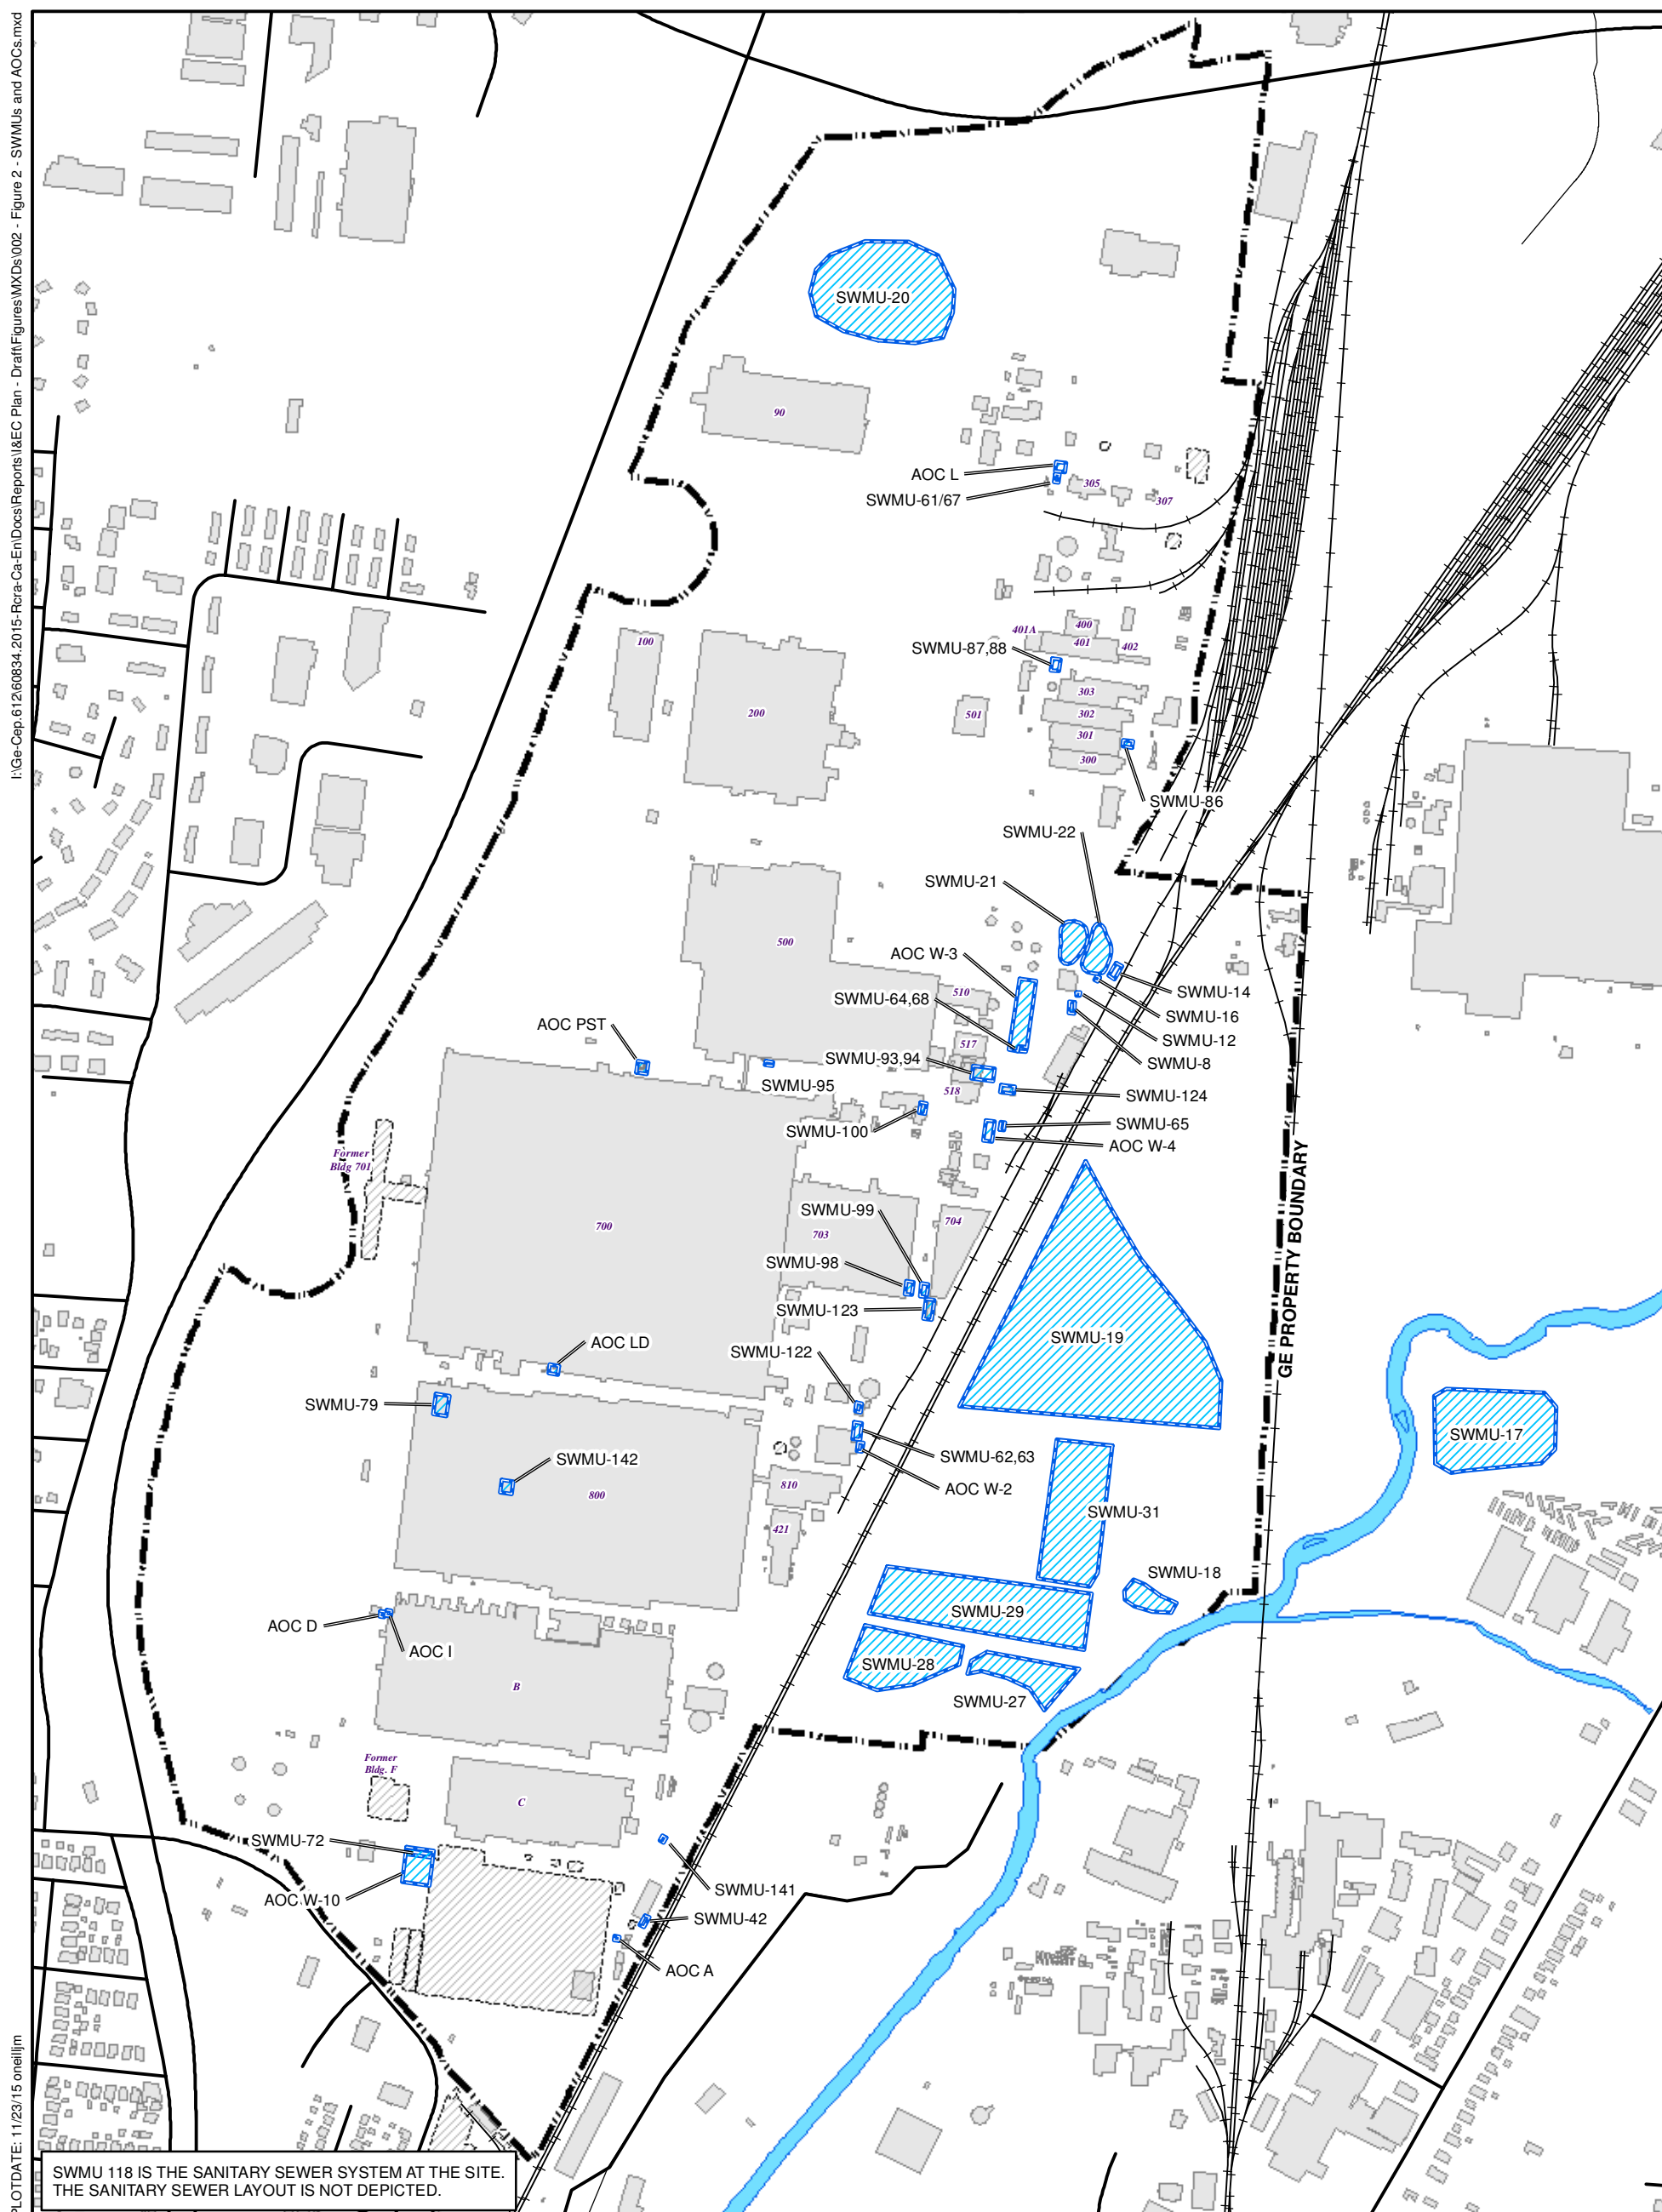 I:\Ge-Cep.6126\60834.2015-Rcra-Ca-En\Docs\Reports\I&EC Plan - Draft\Figures\MXDs\002 - Figure 2 - SWMUs and AOCs.mxd
SWMU-20
90
AOC L
SWMU-61/67
305
307
400
401A
401
402
100
SWMU-87,88
303
200
501
302
301
300
SWMU-86
SWMU-22
SWMU-21
500
AOC W-3
510
SWMU-14
SWMU-64,68
SWMU-16
AOC PST
SWMU-12
517
SWMU-93,94
SWMU-8
SWMU-95
518
SWMU-124
SWMU-65
SWMU-100
AOC W-4
Former
Bldg 701
GE PROPERTY BOUNDARY
SWMU-99
700
703
704
SWMU-98
SWMU-123
SWMU-19
AOC LD
SWMU-122
SWMU-79
SWMU-17
SWMU-142
SWMU-62,63
810
AOC W-2
800
SWMU-31
421
SWMU-18
SWMU-29
AOC D
AOC I
SWMU-28
B
SWMU-27
Former
Bldg. F
C
SWMU-72
SWMU-141
AOC W-10
SWMU-42
AOC A
PLOTDATE: 11/23/15 oneilljm
SWMU 118 IS THE SANITARY SEWER SYSTEM AT THE SITE.
THE SANITARY SEWER LAYOUT IS NOT DEPICTED.